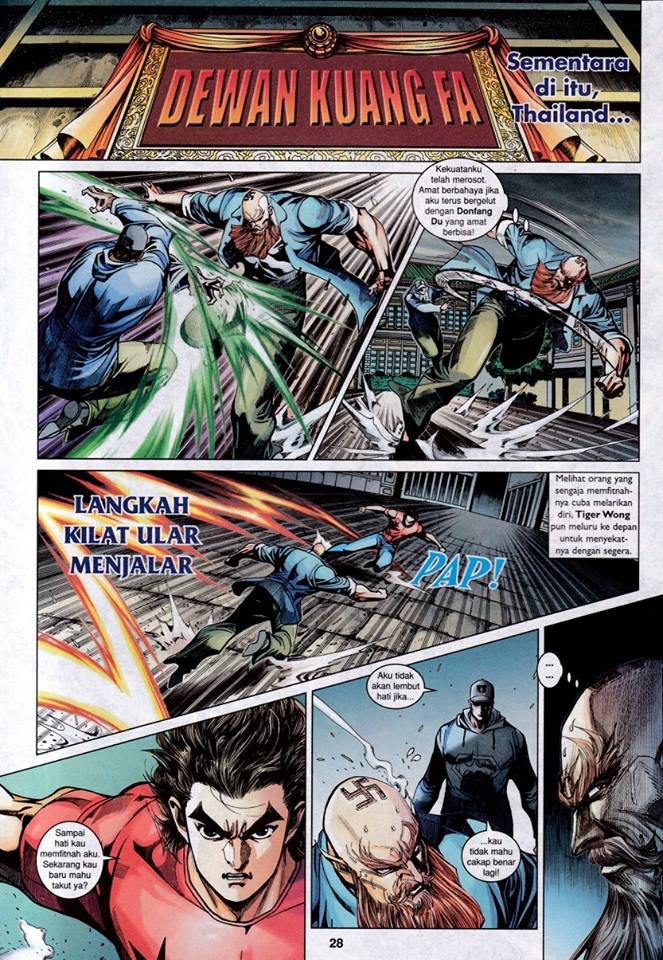 DEWAN KUANG FA
Sementara
di itu,
Thailand...
Kekuatanku
telah merosot.
Amat berbahaya jika
aku terus bergelut
dengan Donfang
Du yang amat
berbisa!
LANGKAH
KILAT ULAR
MENJALAR
PAP!
Melihat orang yang
sengaja memfitnah-
nya cuba melarikan
diri, Tiger Wong
pun meluru ke depan
untuk menyekat-
nya dengan segera.
Sampai
hati kau
memfitnah aku.
Sekarang kau
baru mahu
takut ya?
Aku tidak
akan lembut
hati jika...
...kau
tidak mahu
cakap benar
lagi!
...
...
28